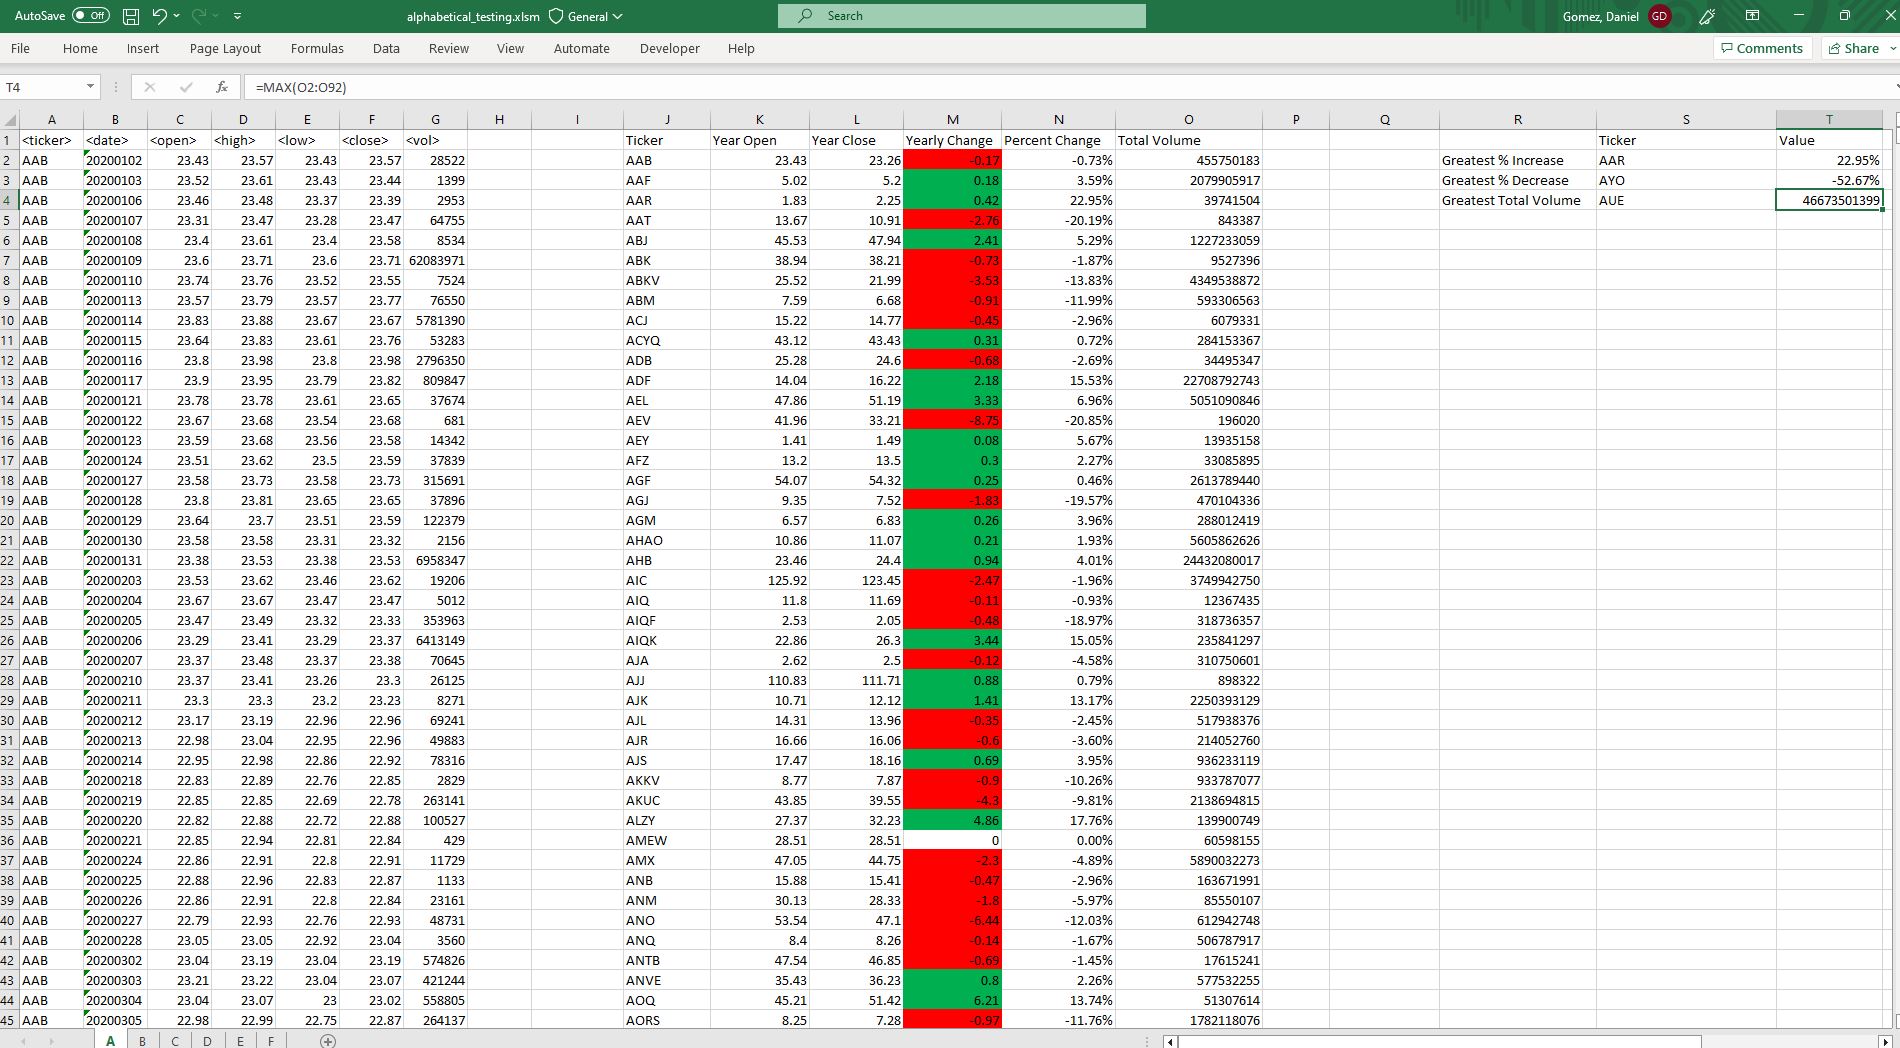 AutoSave Off alphabetical_testing.xlsm General Search Gomez, Daniel GD
File Home Insert Page Layout Formulas Data Review View Automate Developer Help Comments Share
T4 fx =MAX(O2:O92)
A B C D E F G H I J K L M N O P Q R S T
1 <ticker> <date> <open> <high> <low> <close> <vol> Ticker Year Open Year Close Yearly Change Percent Change Total Volume Ticker Value
2 AAB 20200102 23.43 23.57 23.43 23.57 28522 AAB 23.43 23.26 -0.17 -0.73% 455750183 Greatest % Increase AAR 22.95%
3 AAB 20200103 23.52 23.61 23.43 23.44 1399 AAF 5.02 5.2 0.18 3.59% 2079905917 Greatest % Decrease AYO -52.67%
4 AAB 20200106 23.46 23.48 23.37 23.39 2953 AAR 1.83 2.25 0.42 22.95% 39741504 Greatest Total Volume AUE 46673501399
5 AAB 20200107 23.31 23.47 23.28 23.47 64755 AAT 13.67 10.91 -2.76 -20.19% 843387
6 AAB 20200108 23.4 23.61 23.4 23.58 8534 ABJ 45.53 47.94 2.41 5.29% 1227233059
7 AAB 20200109 23.6 23.71 23.6 23.71 62083971 ABK 38.94 38.21 -0.73 -1.87% 9527396
8 AAB 20200110 23.74 23.76 23.52 23.55 7524 ABKV 25.52 21.99 -3.53 -13.83% 4349538872
9 AAB 20200113 23.57 23.79 23.57 23.77 76550 ABM 7.59 6.68 -0.91 -11.99% 593306563
10 AAB 20200114 23.83 23.88 23.67 23.67 5781390 ACJ 15.22 14.77 -0.45 -2.96% 6079331
11 AAB 20200115 23.64 23.83 23.61 23.76 53283 ACYQ 43.12 43.43 0.31 0.72% 284153367
12 AAB 20200116 23.8 23.98 23.8 23.98 2796350 ADB 25.28 24.6 -0.68 -2.69% 34495347
13 AAB 20200117 23.9 23.95 23.79 23.82 809847 ADF 14.04 16.22 2.18 15.53% 22708792743
14 AAB 20200121 23.78 23.78 23.61 23.65 37674 AEL 47.86 51.19 3.33 6.96% 5051090846
15 AAB 20200122 23.67 23.68 23.54 23.68 681 AEV 41.96 33.21 -8.75 -20.85% 196020
16 AAB 20200123 23.59 23.68 23.56 23.58 14342 AEY 1.41 1.49 0.08 5.67% 13935158
17 AAB 20200124 23.51 23.62 23.5 23.59 37839 AFZ 13.2 13.5 0.3 2.27% 33085895
18 AAB 20200127 23.58 23.73 23.58 23.73 315691 AGF 54.07 54.32 0.25 0.46% 2613789440
19 AAB 20200128 23.8 23.81 23.65 23.65 37896 AGJ 9.35 7.52 -1.83 -19.57% 470104336
20 AAB 20200129 23.64 23.7 23.51 23.59 122379 AGM 6.57 6.83 0.26 3.96% 288012419
21 AAB 20200130 23.58 23.58 23.31 23.32 2156 AHAO 10.86 11.07 0.21 1.93% 5605862626
22 AAB 20200131 23.38 23.53 23.38 23.53 6958347 AHB 23.46 24.4 0.94 4.01% 24432080017
23 AAB 20200203 23.53 23.62 23.46 23.62 19206 AIC 125.92 123.45 -2.47 -1.96% 3749942750
24 AAB 20200204 23.67 23.67 23.47 23.47 5012 AIQ 11.8 11.69 -0.11 -0.93% 12367435
25 AAB 20200205 23.47 23.49 23.32 23.33 353963 AIQF 2.53 2.05 -0.48 -18.97% 318736357
26 AAB 20200206 23.29 23.41 23.29 23.37 6413149 AIQK 22.86 26.3 3.44 15.05% 235841297
27 AAB 20200207 23.37 23.48 23.37 23.38 70645 AJA 2.62 2.5 -0.12 -4.58% 310750601
28 AAB 20200210 23.37 23.41 23.26 23.3 26125 AJJ 110.83 111.71 0.88 0.79% 898322
29 AAB 20200211 23.3 23.3 23.2 23.23 8271 AJK 10.71 12.12 1.41 13.17% 2250393129
30 AAB 20200212 23.17 23.19 22.96 22.96 69241 AJL 14.31 13.96 -0.35 -2.45% 517938376
31 AAB 20200213 22.98 23.04 22.95 22.96 49883 AJR 16.66 16.06 -0.6 -3.60% 214052760
32 AAB 20200214 22.95 22.98 22.86 22.92 78316 AJS 17.47 18.16 0.69 3.95% 936233119
33 AAB 20200218 22.83 22.89 22.76 22.85 2829 AKKV 8.77 7.87 -0.9 -10.26% 933787077
34 AAB 20200219 22.85 22.85 22.69 22.78 263141 AKUC 43.85 39.55 -4.3 -9.81% 2138694815
35 AAB 20200220 22.82 22.88 22.72 22.88 100527 ALZY 27.37 32.23 4.86 17.76% 139900749
36 AAB 20200221 22.85 22.94 22.81 22.84 429 AMEW 28.51 28.51 0 0.00% 60598155
37 AAB 20200224 22.86 22.91 22.8 22.91 11729 AMX 47.05 44.75 -2.3 -4.89% 5890032273
38 AAB 20200225 22.88 22.96 22.83 22.87 1133 ANB 15.88 15.41 -0.47 -2.96% 163671991
39 AAB 20200226 22.86 22.91 22.8 22.84 23161 ANM 30.13 28.33 -1.8 -5.97% 85550107
40 AAB 20200227 22.79 22.93 22.76 22.93 48731 ANO 53.54 47.1 -6.44 -12.03% 612942748
41 AAB 20200228 23.05 23.05 22.92 23.04 3560 ANQ 8.4 8.26 -0.14 -1.67% 506787917
42 AAB 20200302 23.04 23.19 23.04 23.19 574826 ANTB 47.54 46.85 -0.69 -1.45% 17615241
43 AAB 20200303 23.21 23.22 23.04 23.07 421244 ANVE 35.43 36.23 0.8 2.26% 577532255
44 AAB 20200304 23.04 23.07 23 23.02 558805 AOQ 45.21 51.42 6.21 13.74% 51307614
45 AAB 20200305 22.98 22.99 22.75 22.87 264137 AORS 8.25 7.28 -0.97 -11.76% 1782118076
A B C D E F